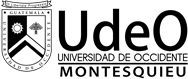 GUATEMALA
UdeO
UNIVERSIDAD DE OCCIDENTE
MONTESQUIEU